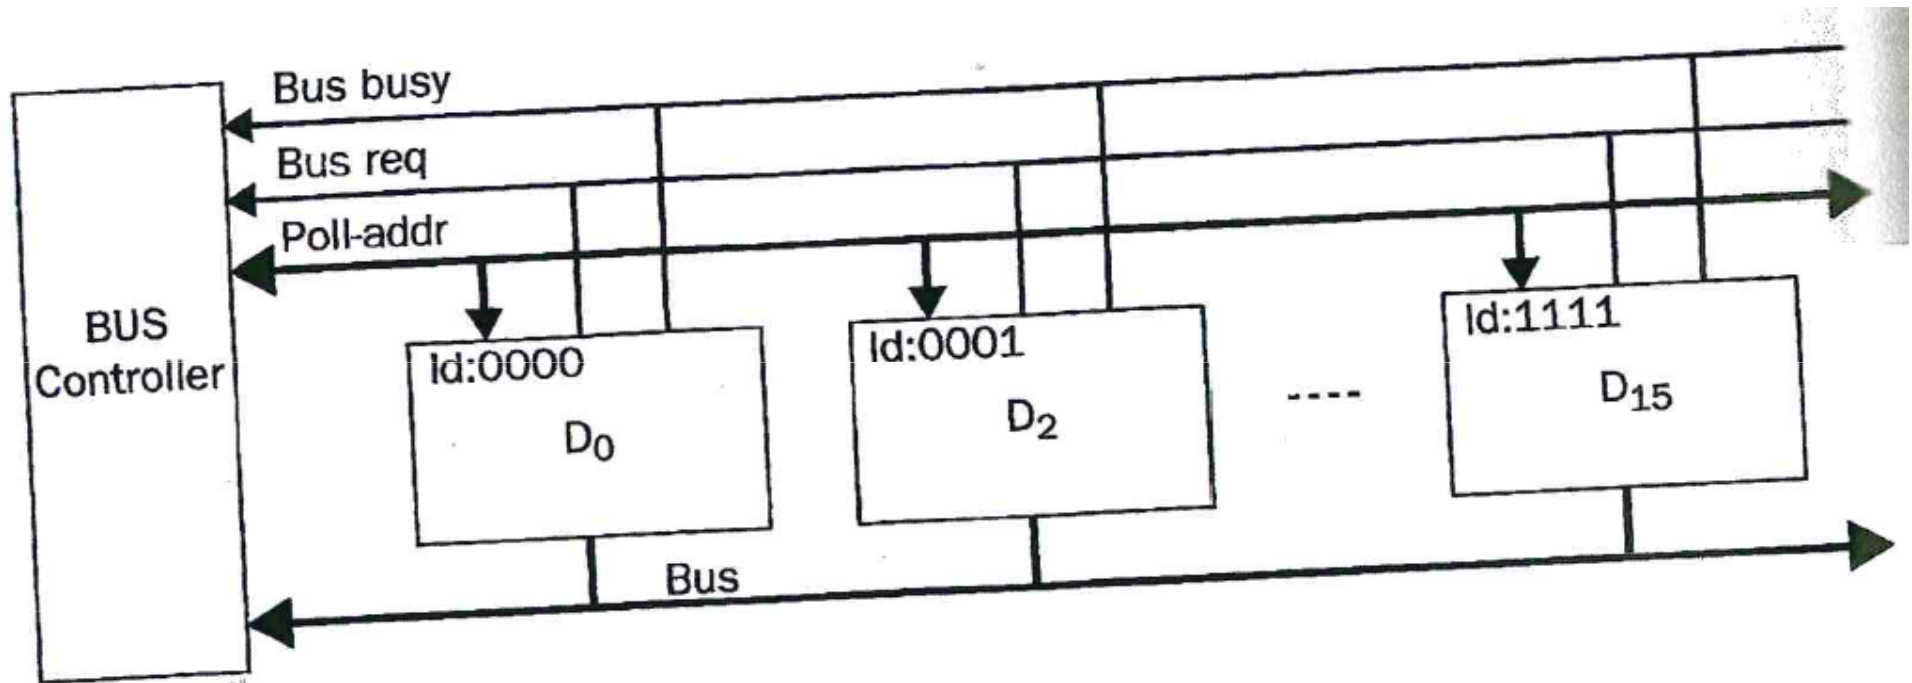 Bus busy
Bus req
Poll-addr
BUS
Controller
Id:0000
D₀
Id:0001
D₂
----
Id:1111
D₁₅
Bus